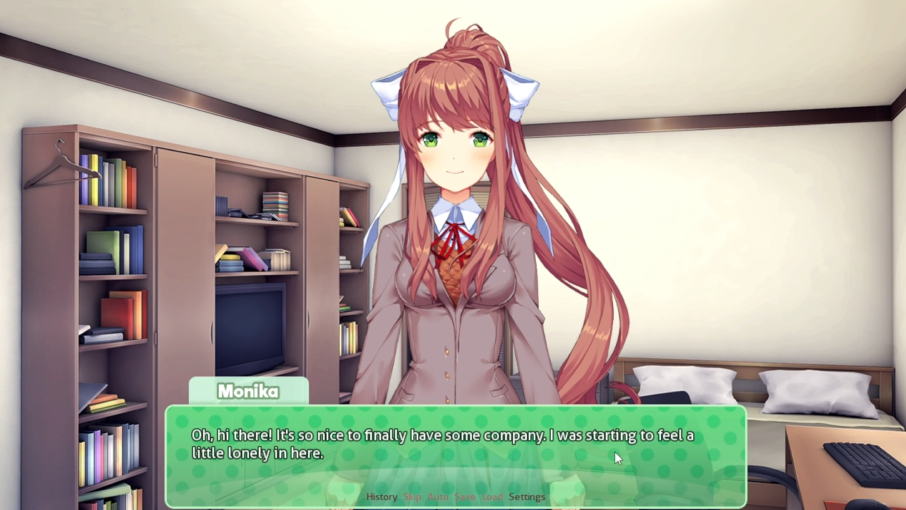 Monika
Oh, hi there! It's so nice to finally have some company. I was starting to feel a
little lonely in here.
History Skip Auto Save Load Settings